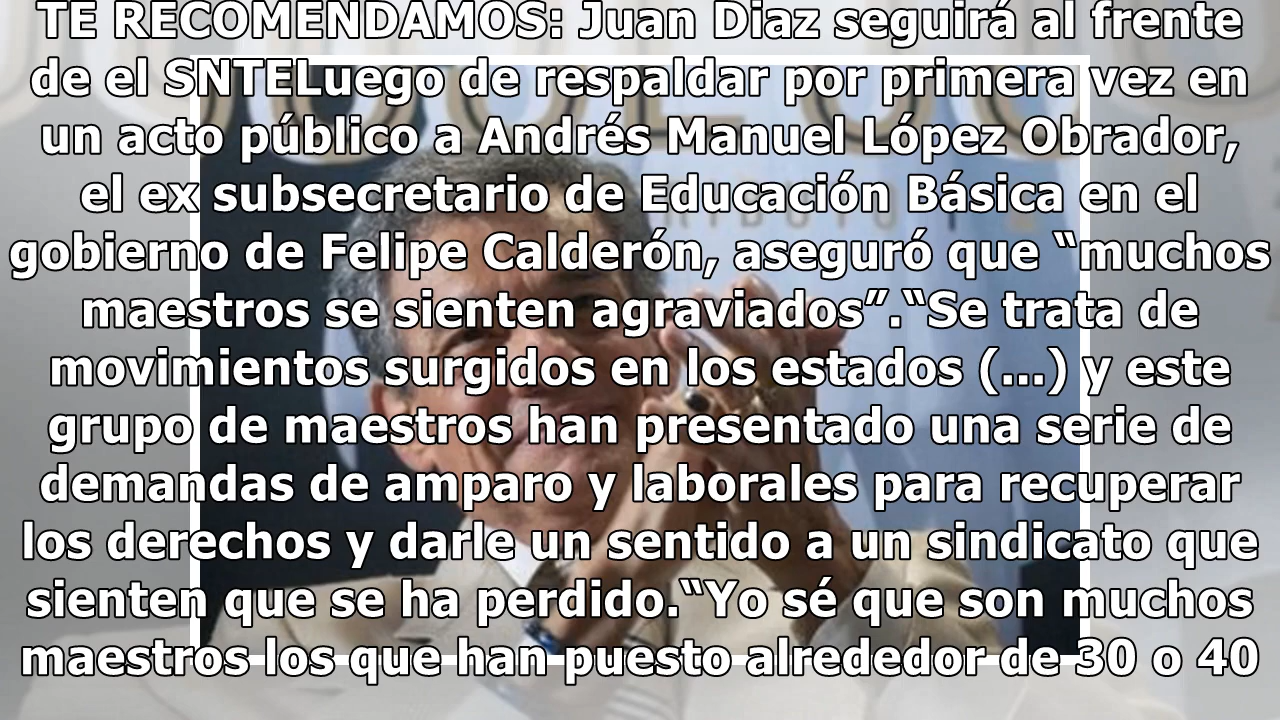 TE RECOMENDAMOS: Juan Diaz seguirá al frente
de el SNTELuego de respaldar por primera vez en
un acto público a Andrés Manuel López Obrador,
el ex subsecretario de Educación Básica en el
gobierno de Felipe Calderón, aseguró que “muchos
maestros se sienten agraviados”.“Se trata de
movimientos surgidos en los estados (...) y este
grupo de maestros han presentado una serie de
demandas de amparo y laborales para recuperar
los derechos y darle un sentido a un sindicato que
sienten que se ha perdido.“Yo sé que son muchos
maestros los que han puesto alrededor de 30 o 40